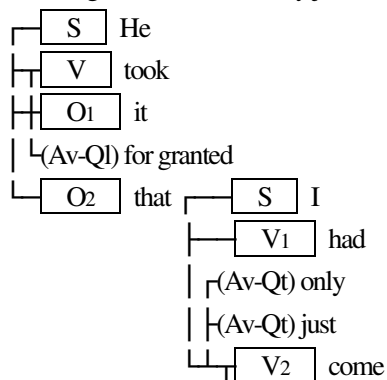 S He
V took
O1 it
(Av-Ql) for granted
O2 that S I
V1 had
(Av-Qt) only
(Av-Qt) just
V2 come